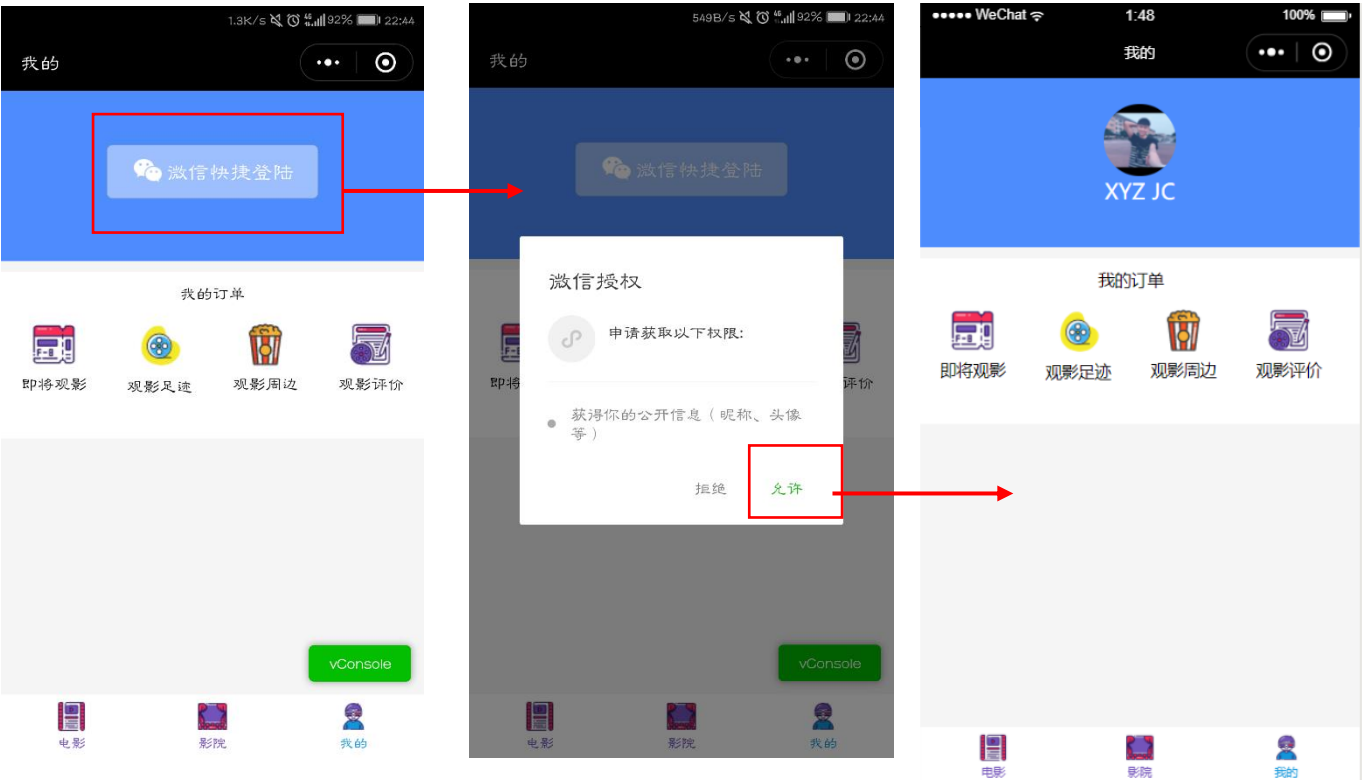 1.3K/s 46 92% 22:44
我的
微信快捷登陆
我的订单
即将观影 观影足迹 观影周边 观影评价
vConsole
电影 影院 我的
549B/s 46 92% 22:44
我的
微信快捷登陆
微信授权
申请获取以下权限:
即将 评价
获得你的公开信息（昵称、头像
等）
拒绝 允许
vConsole
电影 影院 我的
WeChat 1:48 100%
我的
XYZ JC
我的订单
即将观影 观影足迹 观影周边 观影评价
电影 影院 我的